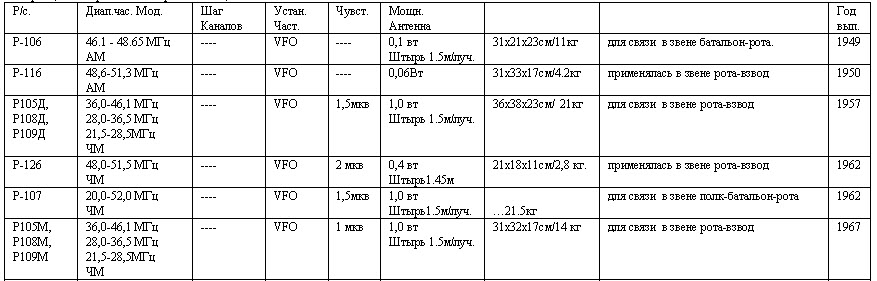 Р/с. Диап.час. Мод. Шаг Устан. Чувст. Мощн. Год
Каналов Част. Антенна вып.
Р-106 46.1 - 48.65 МГц ---- VFO ---- 0,1 вт 31х21х23см/11кг для связи в звене батальон-рота. 1949
АМ Штырь 1.5м/луч.
Р-116 48,6-51,3 МГц ---- VFO ---- 0,06Вт 31х33х17см/4.2кг применялась в звене рота-взвод 1950
АМ
Р105Д, 36,0-46,1 МГц ---- VFO 1,5мкв 1,0 вт 36х38х23см/ 21кг для связи в звене рота-взвод 1957
Р108Д, 28,0-36,5 МГц Штырь 1.5м/луч.
Р109Д 21,5-28,5МГц
ЧМ
Р-126 48,0-51,5 МГц ---- VFO 2 мкв 0,4 вт 21х18х11см/2,8 кг. применялась в звене рота-взвод 1962
ЧМ Штырь1.45м
Р-107 20,0-52,0 МГц ---- VFO 1,5мкв 1,0 вт для связи в звене полк-батальон-рота 1962
ЧМ Штырь1.5м/луч. …21.5кг
Р105М, 36,0-46,1 МГц ---- VFO 1 мкв 1,0 вт 31х32х17см/14 кг для связи в звене рота-взвод 1967
Р108М, 28,0-36,5 МГц Штырь 1.5м/луч.
Р109М 21,5-28,5МГц
ЧМ